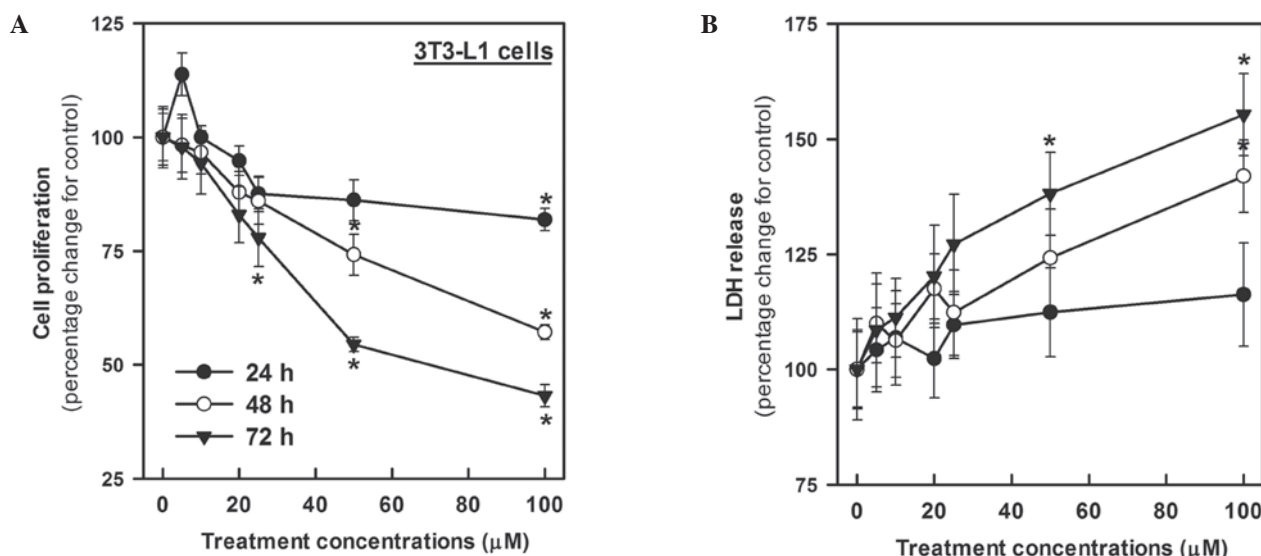 A
3T3-L1 cells
Cell proliferation
(percentage change for control)
125
100
75
50
25
*
*
*
*
*
*
24 h
48 h
72 h
0
20
40
60
80
100
Treatment concentrations (μM)
B
LDH release
(percentage change for control)
175
150
125
100
75
*
*
*
0
20
40
60
80
100
Treatment concentrations (μM)